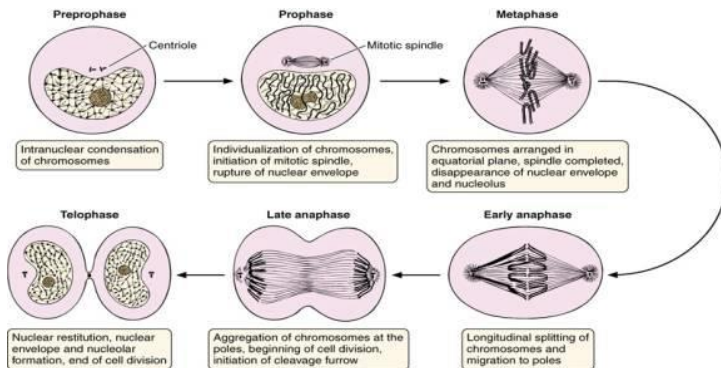 Preprophase
Centriole
Intranuclear condensation
of chromosomes
Prophase
Mitotic spindle
Individualization of chromosomes,
initiation of mitotic spindle,
rupture of nuclear envelope
Metaphase
Chromosomes arranged in
equatorial plane, spindle completed,
disappearance of nuclear envelope
and nucleolus
Early anaphase
Longitudinal splitting of
chromosomes and
migration to poles
Late anaphase
Aggregation of chromosomes at the
poles, beginning of cell division,
initiation of cleavage furrow
Telophase
Nuclear restitution, nuclear
envelope and nucleolar
formation, end of cell division